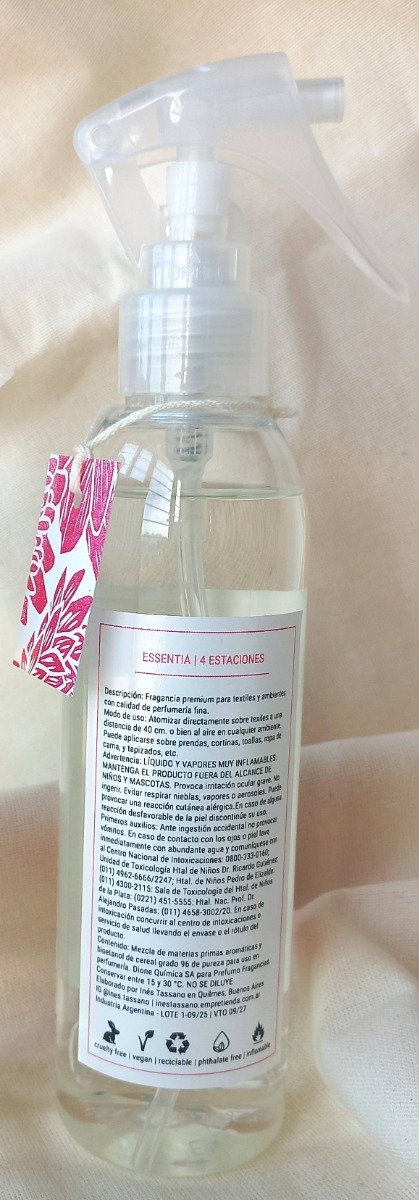 OPEN
ESSENTIA | 4 ESTACIONES
Descripción: Fragancia premium para textiles y ambientes
con calidad de perfumería fina.
Modo de uso: Atomizar directamente sobre textiles a una
distancia de 40 cm. o bien al aire en cualquier ambiente.
Puede aplicarse sobre prendas, cortinas, toallas, ropa de
cama, y tapizados, etc.
Advertencia: LÍQUIDO Y VAPORES MUY INFLAMABLES.
MANTENGA EL PRODUCTO FUERA DEL ALCANCE DE
NIÑOS Y MASCOTAS. Provoca irritación ocular grave. No
ingerir. Evitar respirar nieblas, vapores o aerosoles. Puede
provocar una reacción cutánea alérgica.En caso de alguna
reacción desfavorable de la piel discontinúe su uso.
Primeros auxilios: Ante ingestión accidental no provocar
vómitos. En caso de contacto con los ojos o piel lave
inmediatamente con abundante agua y comuníquese con
al Centro Nacional de Intoxicaciones: 0800-333-0160;
Unidad de Toxicología Htal de Niños Dr. Ricardo Gutiérrez:
(011) 4962-6666/2247; Htal. de Niños Pedro de Elizalde:
(011) 4300-2115: Sala de Toxicología del Htal. de Niños
de la Plata: (0221) 451-5555: Htal. Nac. Prof. Dr.
Alejandro Pasadas: (011) 4658-3002/20. En caso de
intoxicación concurrir al centro de intoxicaciones o
servicio de salud llevando el envase o el rótulo del
producto.
Contenido: Mezcla de materias primas aromáticas y
bioetanol de cereal grado 96 de pureza para uso en
perfumería. Dione Química SA para Prefumo Fragancias.
Conservar entre 15 y 30 °C. NO SE DILUYE
Elaborado por Inés Tassano en Quilmes, Buenos Aires
IG @ines.tassano | inestassano.empretienda.com.ar
Industria Argentina - LOTE 1-09/25 | VTO 09/27
cruelty free | vegan | reciclable | phthalate free | inflamable